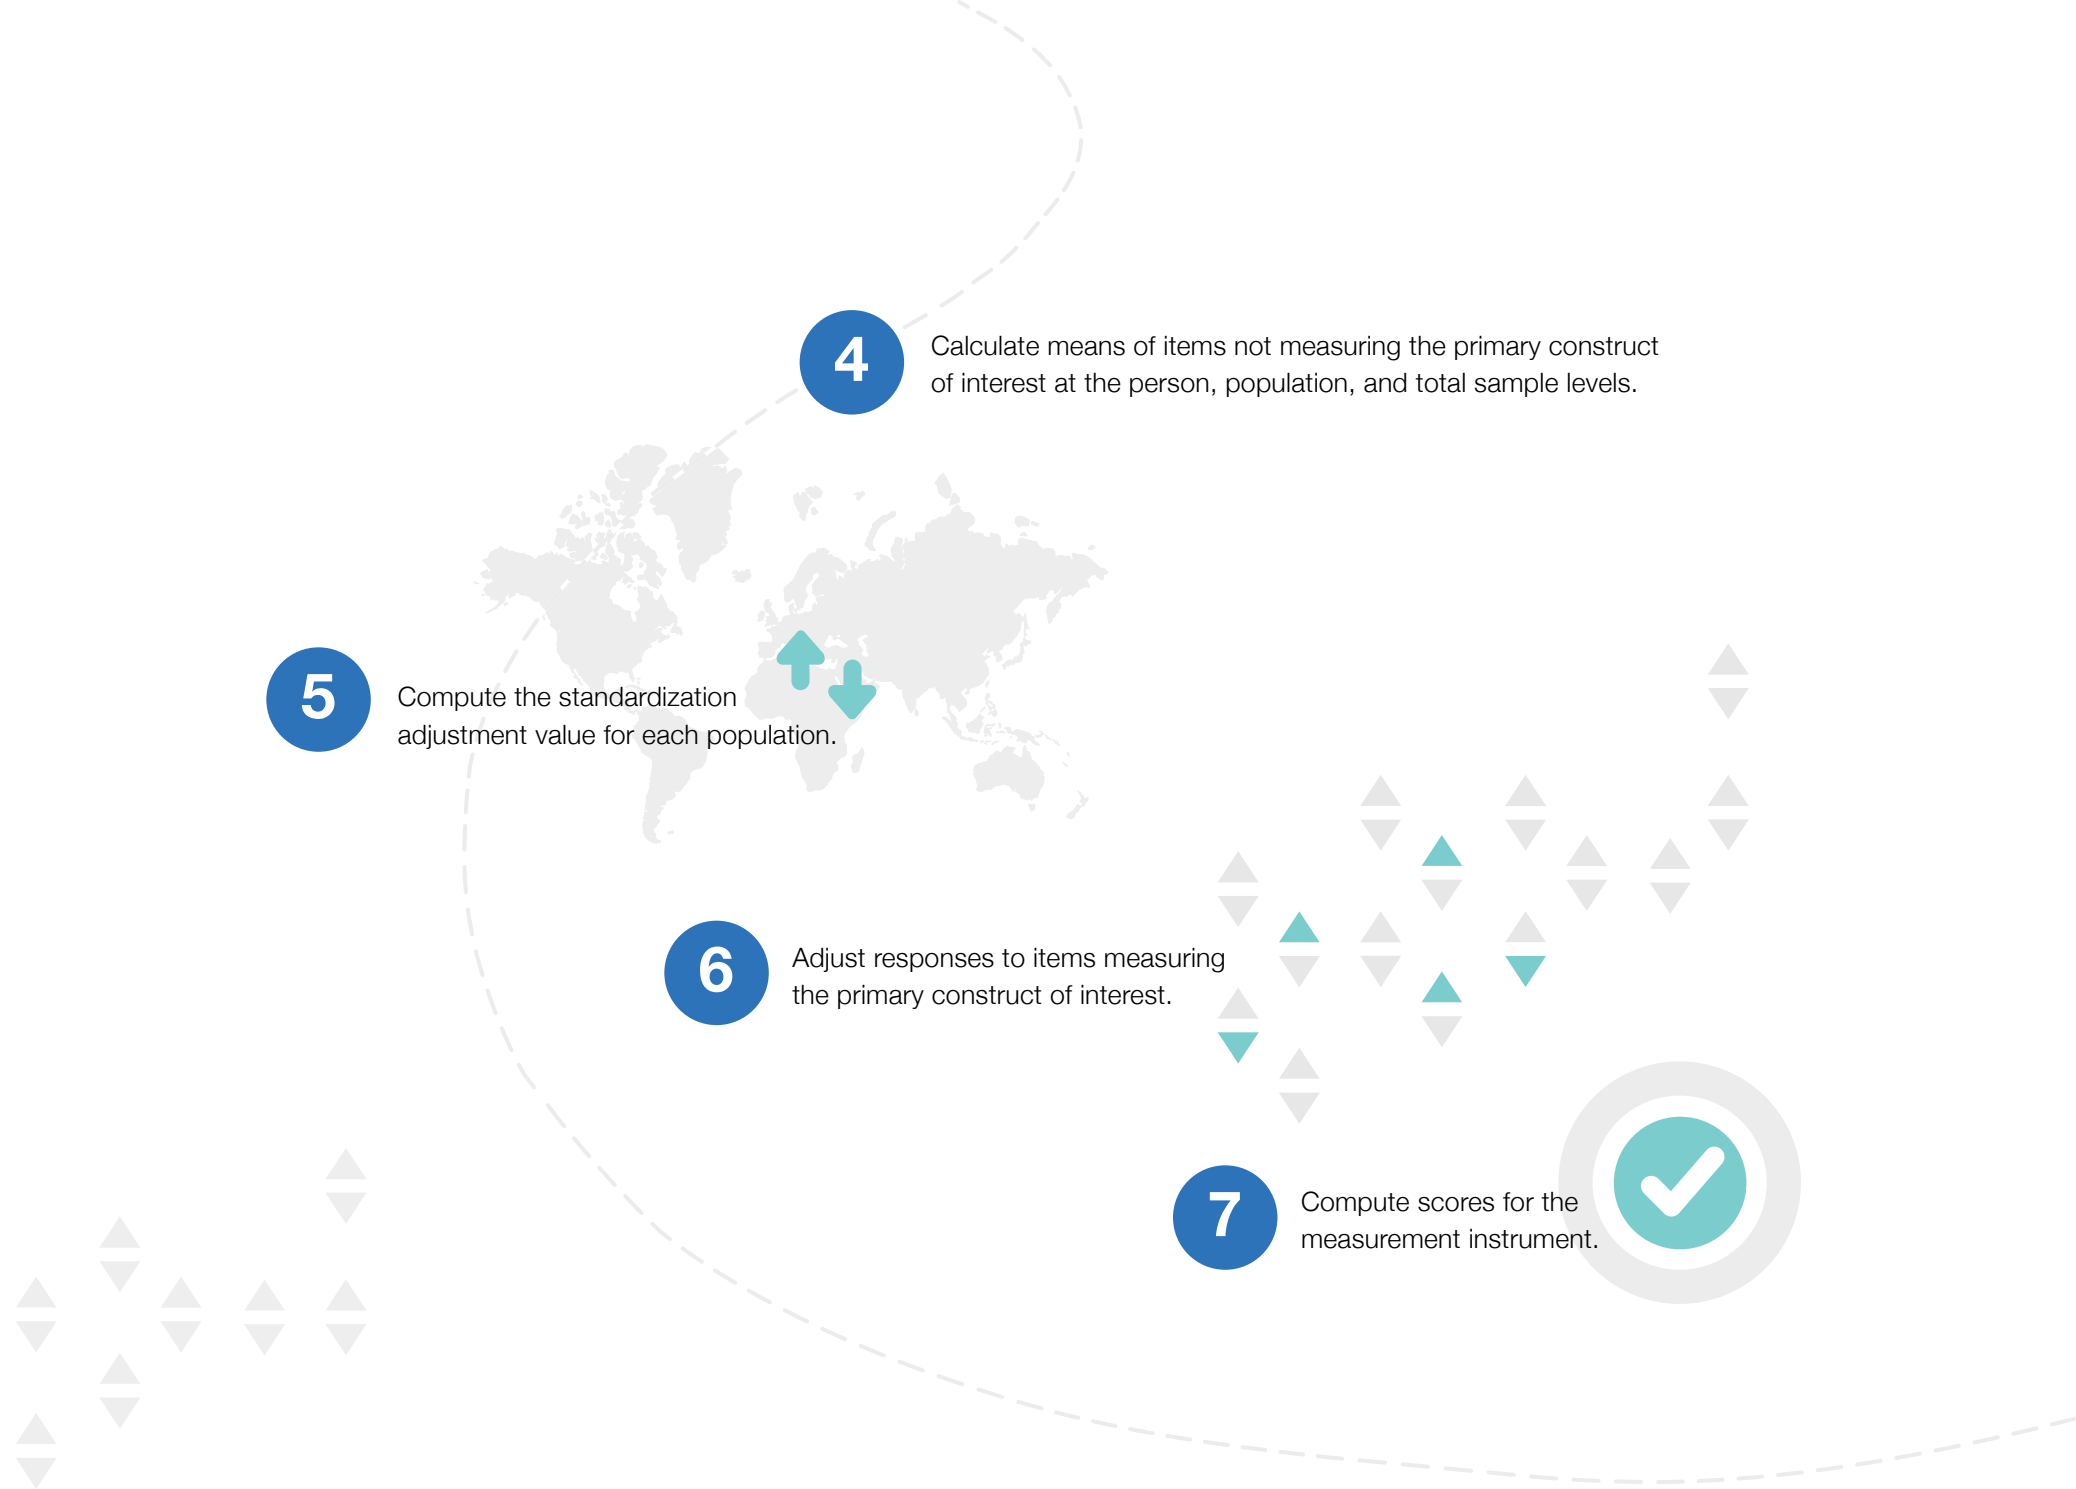 4
Calculate means of items not measuring the primary construct
of interest at the person, population, and total sample levels.
5
Compute the standardization
adjustment value for each population.
6
Adjust responses to items measuring
the primary construct of interest.
7
Compute scores for the
measurement instrument.